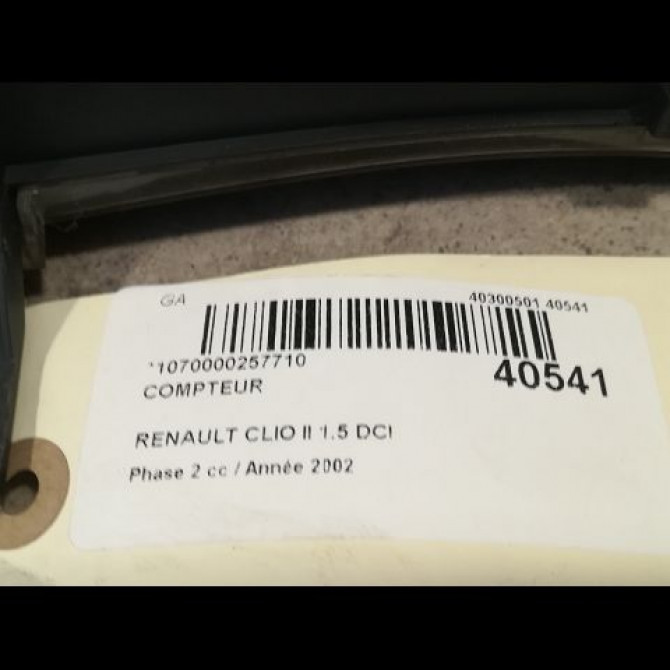 GA 40300501 40541
*1070000257710
40541
COMPTEUR
RENAULT CLIO II 1.5 DCI
Phase 2 cc / Année 2002